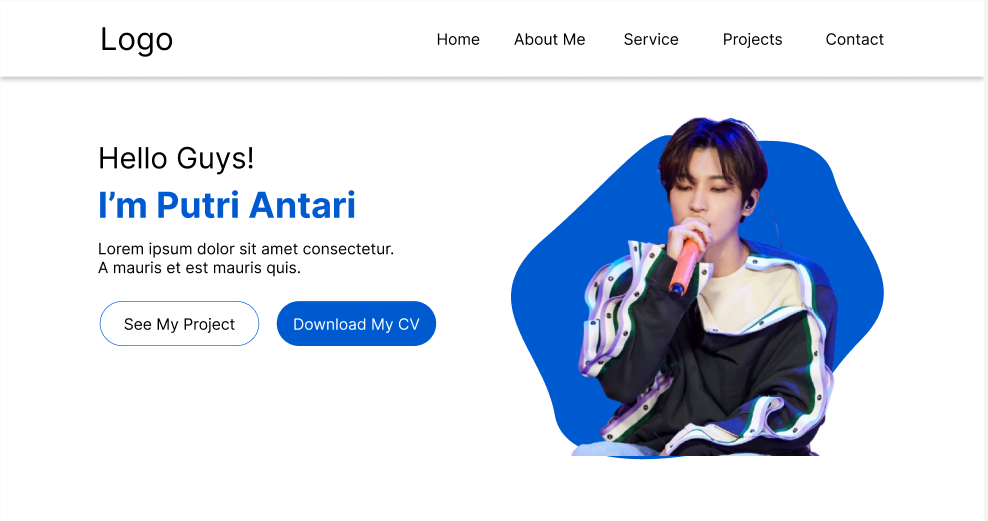 Logo
Home
About Me
Service
Projects
Contact
Hello Guys!
I’m Putri Antari
Lorem ipsum dolor sit amet consectetur.
A mauris et est mauris quis.
See My Project
Download My CV